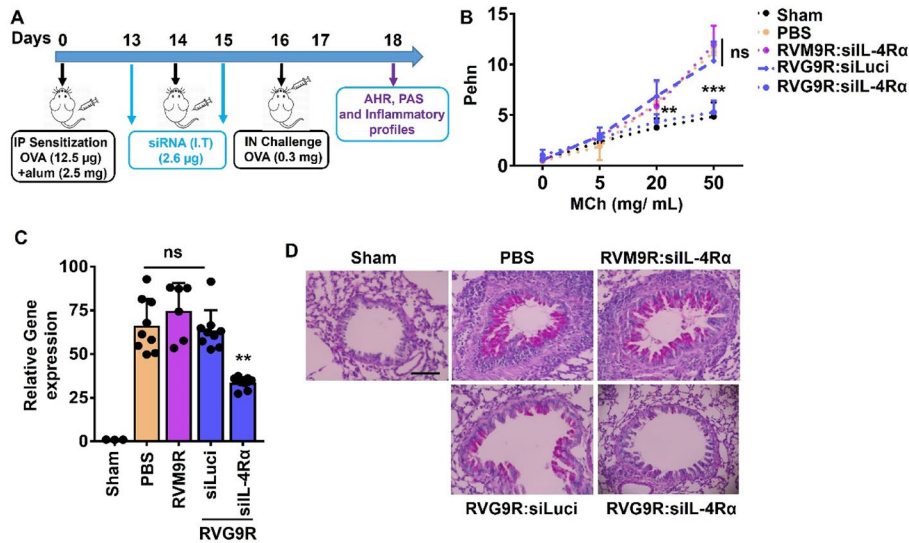 A
Days 0 13 14 15 16 17 18
IP Sensitization
OVA (12.5 µg)
+alum (2.5 mg)
siRNA (I.T)
(2.6 µg)
IN Challenge
OVA (0.3 mg)
AHR, PAS
and Inflammatory
profiles
B
Pehn
15
10
5
0
0 5 20 50
MCh (mg/ mL)
**
***
ns
Sham
PBS
RVM9R:siIL-4Rα
RVG9R:siLuci
RVG9R:siIL-4Rα
C
Relative Gene
expression
100
75
50
25
0
ns
**
Sham
PBS
RVM9R
siLuci
siIL-4Rα
RVG9R
D
Sham PBS RVM9R:siIL-4Rα
RVG9R:siLuci RVG9R:siIL-4Rα